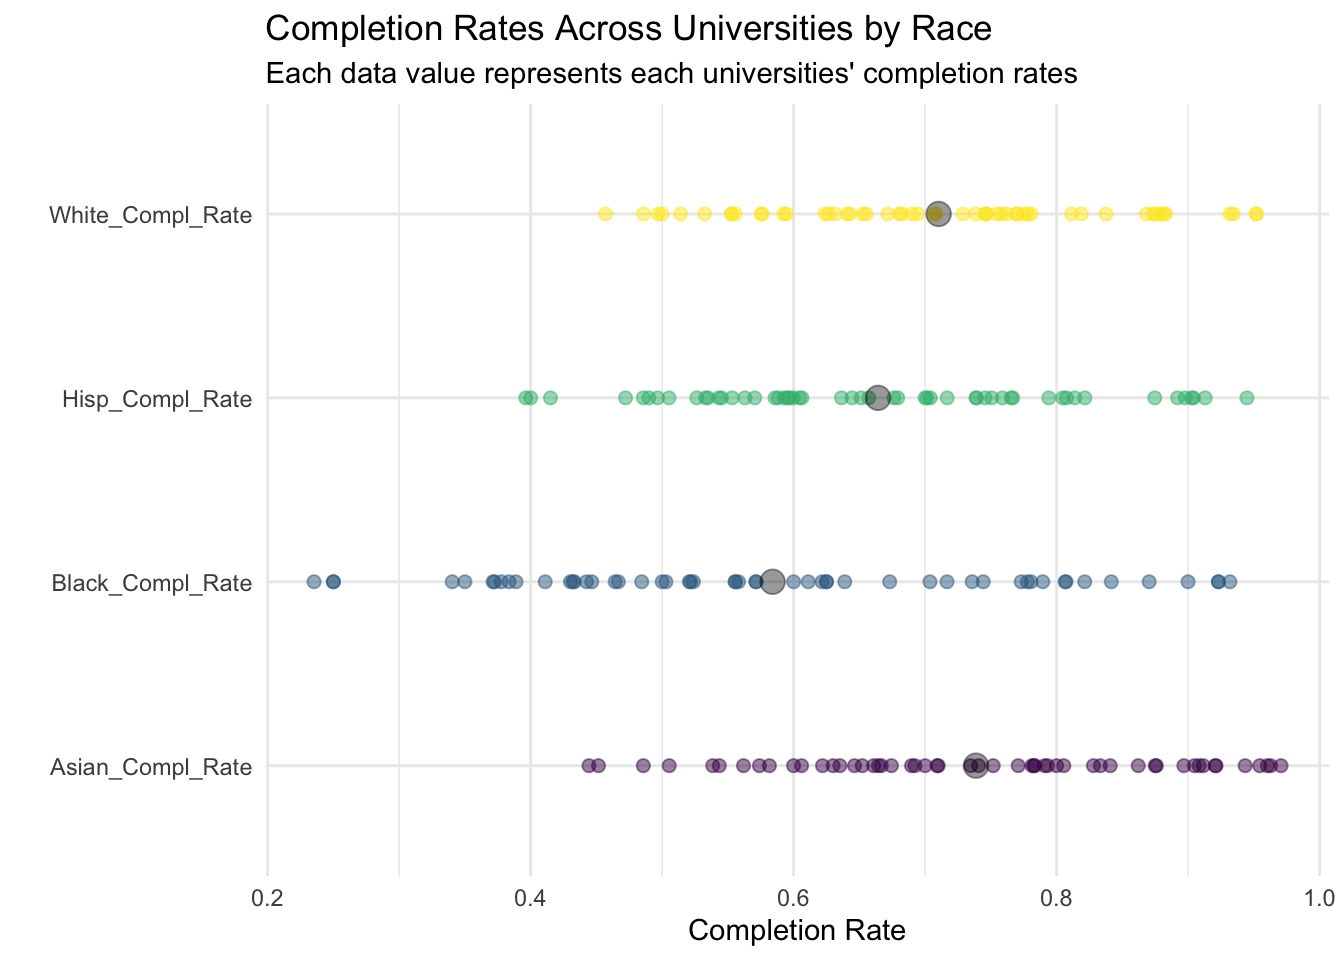 Completion Rates Across Universities by Race
Each data value represents each universities' completion rates
White_Compl_Rate
Hisp_Compl_Rate
Black_Compl_Rate
Asian_Compl_Rate
0.2 0.4 0.6 0.8 1.0
Completion Rate